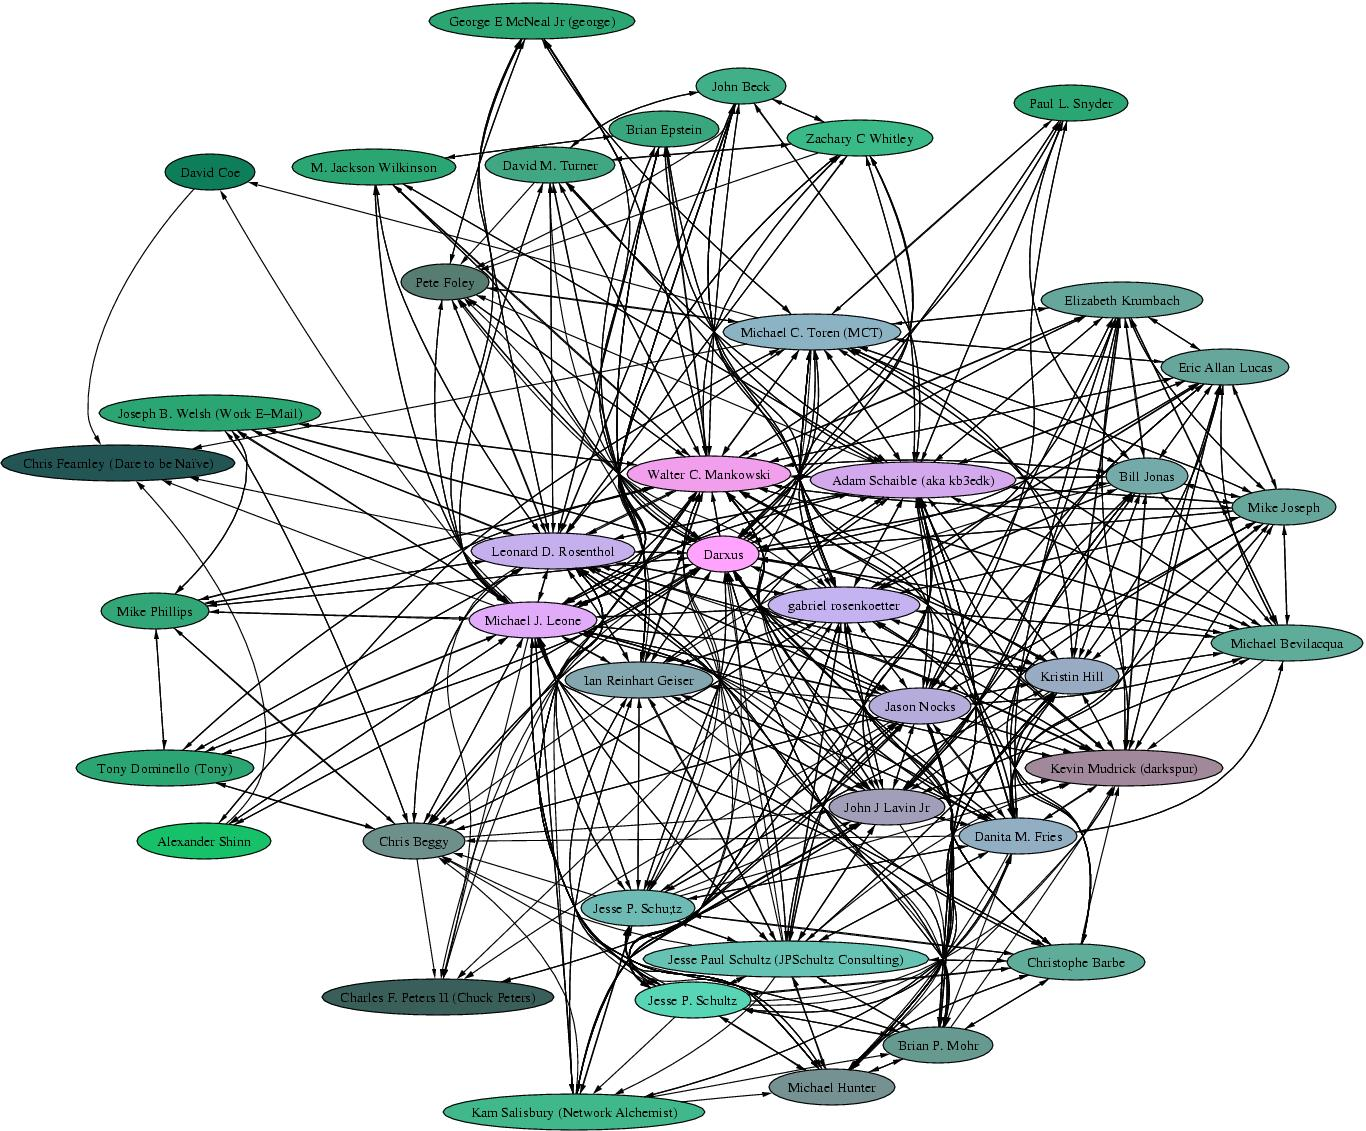 George E McNeal Jr (george)
John Beck
Paul L. Snyder
Brian Epstein
Zachary C Whitley
M. Jackson Wilkinson
David M. Turner
David Coe
Pete Foley
Elizabeth Krumbach
Michael C. Toren (MCT)
Eric Allan Lucas
Joseph B. Welsh (Work E-Mail)
Chris Fearnley (Dare to be Naïve)
Walter C. Mankowski
Adam Schaible (aka kb3edk)
Bill Jonas
Mike Joseph
Leonard D. Rosenthol
Darxus
Mike Phillips
Michael J. Leone
gabriel rosenkoetter
Michael Bevilacqua
Ian Reinhart Geiser
Kristin Hill
Jason Nocks
Tony Dominello (Tony)
Kevin Mudrick (darkspur)
John J Lavin Jr
Alexander Shinn
Chris Beggy
Danita M. Fries
Jesse P. Schu;tz
Jesse Paul Schultz (JPSchultz Consulting)
Christophe Barbe
Charles F. Peters II (Chuck Peters)
Jesse P. Schultz
Brian P. Mohr
Michael Hunter
Kam Salisbury (Network Alchemist)